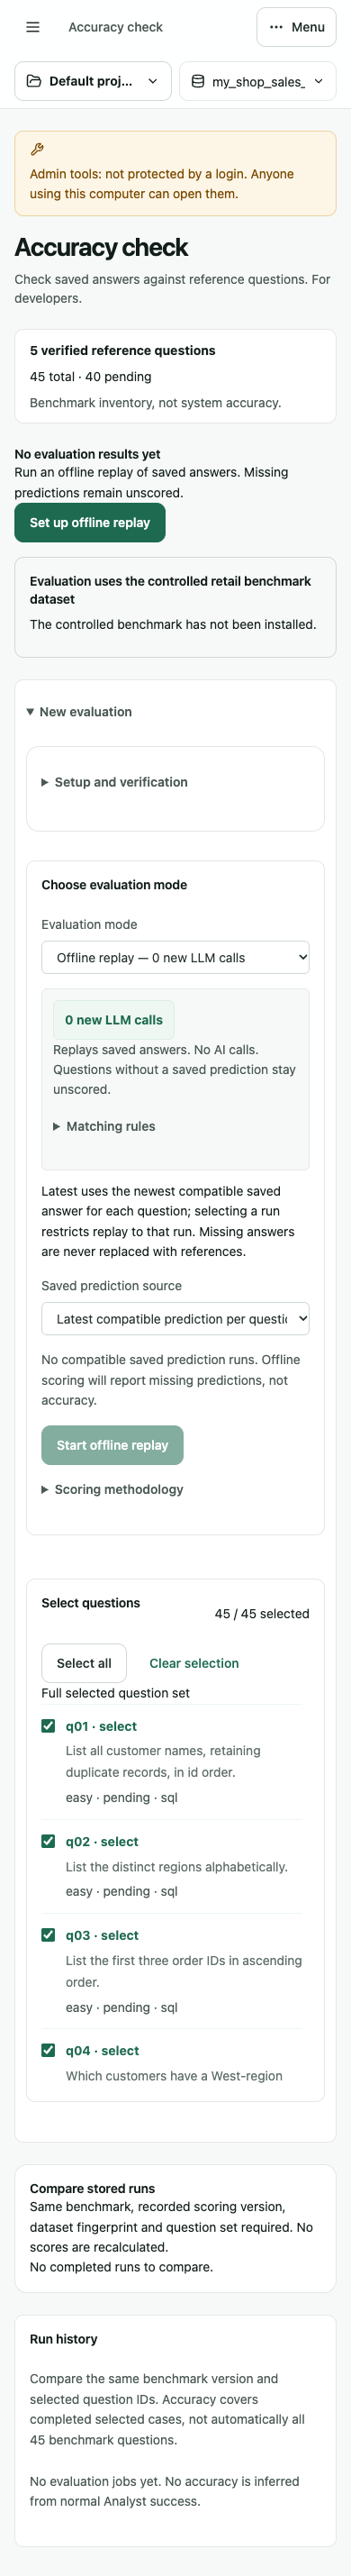 Accuracy check
Menu
Default proj...
my_shop_sales_
Admin tools: not protected by a login. Anyone
using this computer can open them.
Accuracy check
Check saved answers against reference questions. For
developers.
5 verified reference questions
45 total · 40 pending
Benchmark inventory, not system accuracy.
No evaluation results yet
Run an offline replay of saved answers. Missing
predictions remain unscored.
Set up offline replay
Evaluation uses the controlled retail benchmark
dataset
The controlled benchmark has not been installed.
New evaluation
Setup and verification
Choose evaluation mode
Evaluation mode
Offline replay — 0 new LLM calls
0 new LLM calls
Replays saved answers. No AI calls.
Questions without a saved prediction stay
unscored.
Matching rules
Latest uses the newest compatible saved
answer for each question; selecting a run
restricts replay to that run. Missing answers
are never replaced with references.
Saved prediction source
Latest compatible prediction per questic
No compatible saved prediction runs. Offline
scoring will report missing predictions, not
accuracy.
Start offline replay
Scoring methodology
Select questions
45 / 45 selected
Select all
Clear selection
Full selected question set
q01 · select
List all customer names, retaining
duplicate records, in id order.
easy · pending · sql
q02 · select
List the distinct regions alphabetically.
easy · pending · sql
q03 · select
List the first three order IDs in ascending
order.
easy · pending · sql
q04 · select
Which customers have a West-region
Compare stored runs
Same benchmark, recorded scoring version,
dataset fingerprint and question set required. No
scores are recalculated.
No completed runs to compare.
Run history
Compare the same benchmark version and
selected question IDs. Accuracy covers
completed selected cases, not automatically all
45 benchmark questions.
No evaluation jobs yet. No accuracy is inferred
from normal Analyst success.